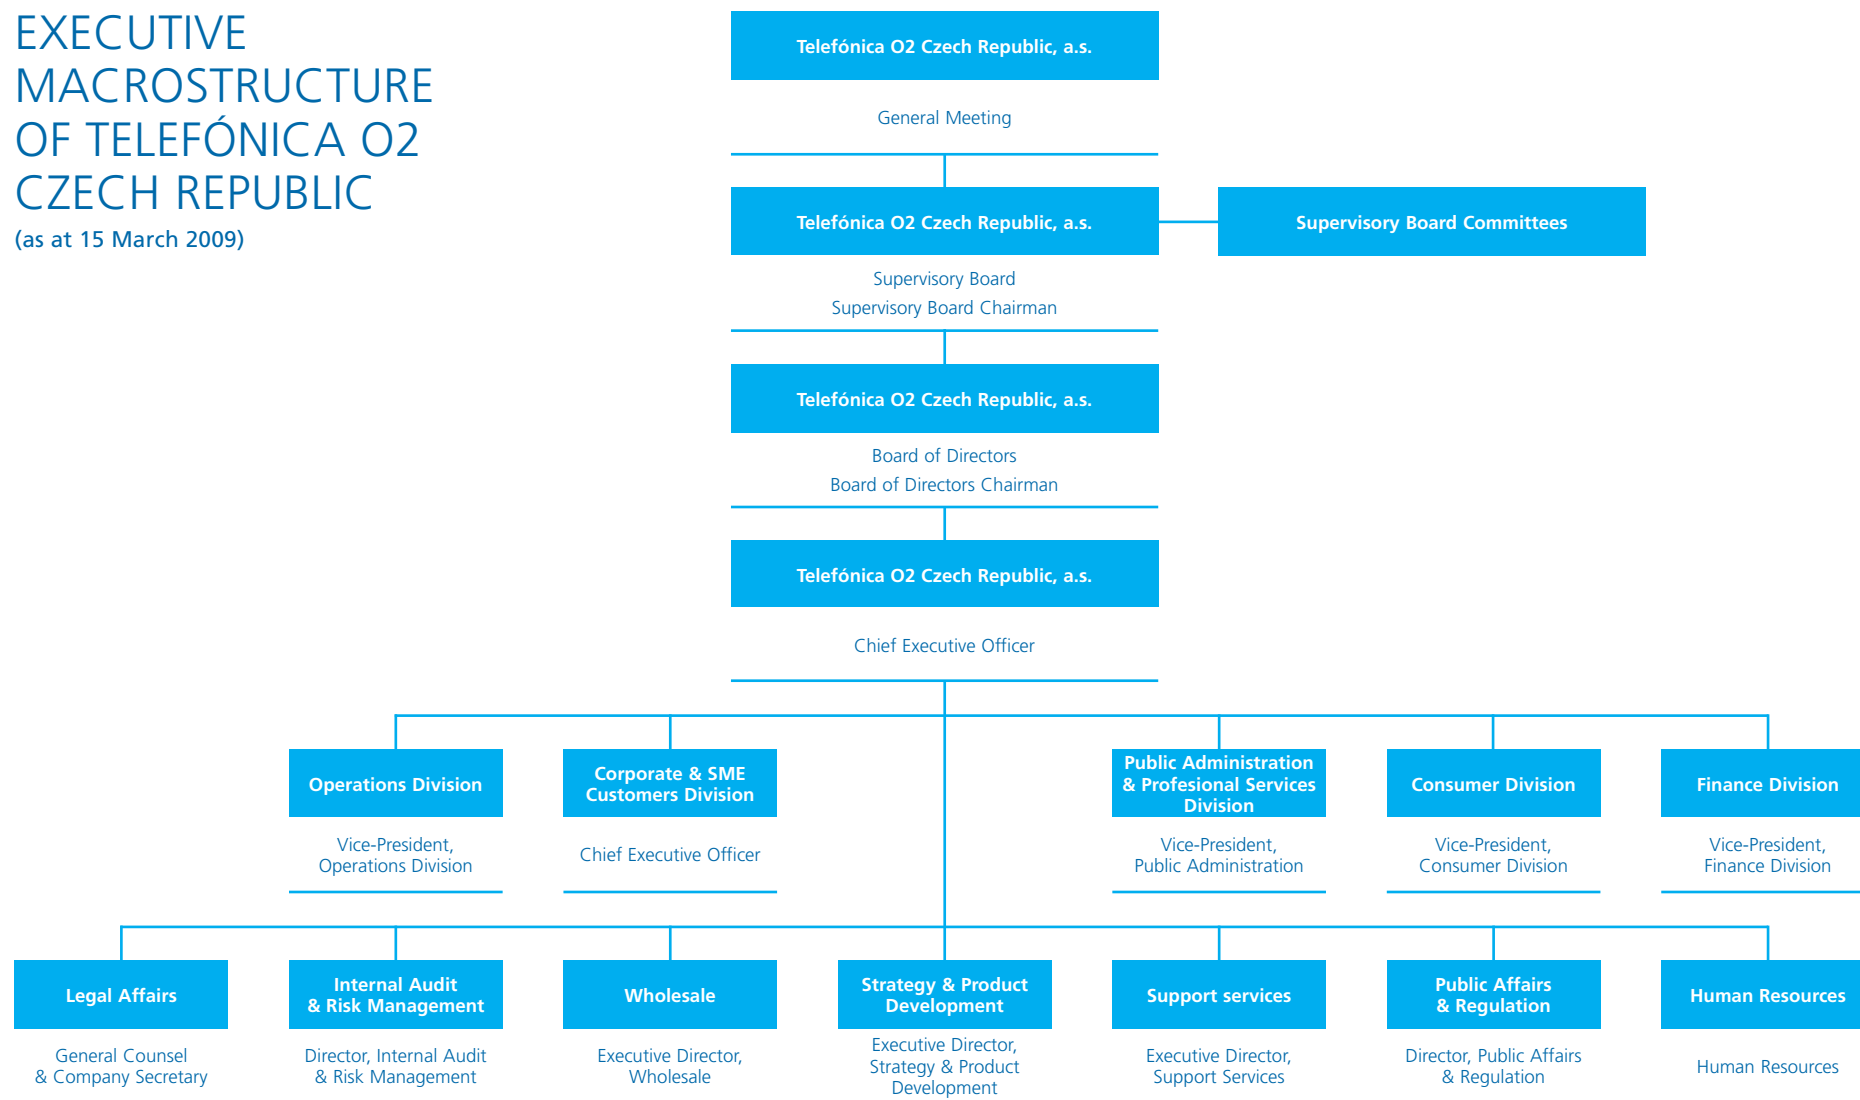 EXECUTIVE
MACROSTRUCTURE
OF TELEFÓNICA O2
CZECH REPUBLIC
(as at 15 March 2009)
Telefónica O2 Czech Republic, a.s.
General Meeting
Telefónica O2 Czech Republic, a.s.
Supervisory Board Committees
Supervisory Board
Supervisory Board Chairman
Telefónica O2 Czech Republic, a.s.
Board of Directors
Board of Directors Chairman
Telefónica O2 Czech Republic, a.s.
Chief Executive Officer
Operations Division
Vice-President,
Operations Division
Corporate & SME
Customers Division
Chief Executive Officer
Public Administration
& Profesional Services
Division
Vice-President,
Public Administration
Consumer Division
Vice-President,
Consumer Division
Finance Division
Vice-President,
Finance Division
Legal Affairs
General Counsel
& Company Secretary
Internal Audit
& Risk Management
Director, Internal Audit
& Risk Management
Wholesale
Executive Director,
Wholesale
Strategy & Product
Development
Executive Director,
Strategy & Product
Development
Support services
Executive Director,
Support Services
Public Affairs
& Regulation
Director, Public Affairs
& Regulation
Human Resources
Human Resources